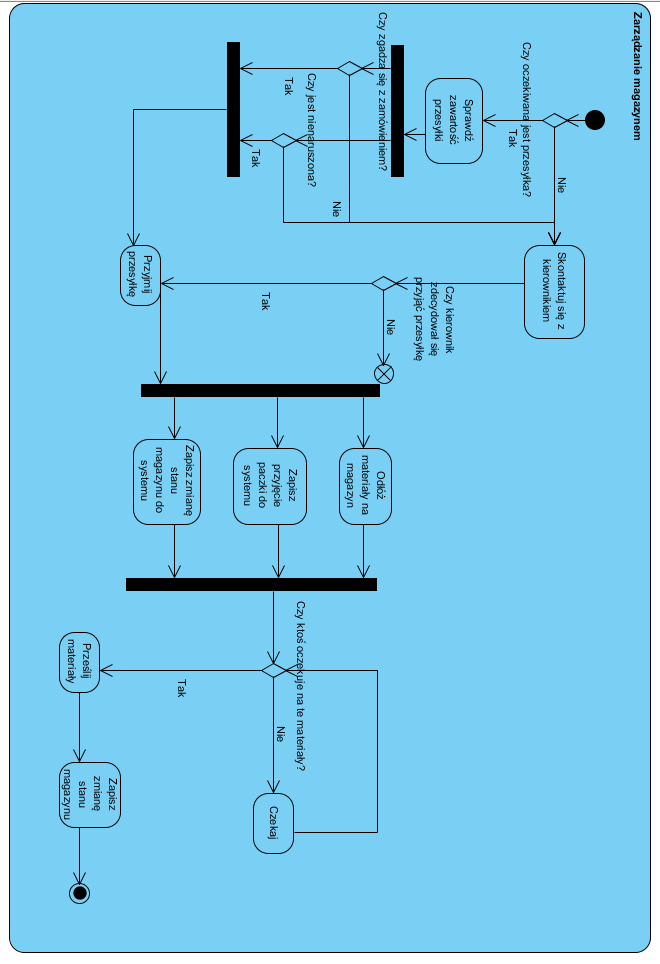 Zarządzanie magazynem
Czy oczekiwana jest przesyłka?
Tak
Nie
Sprawdź
zawartość
przesyłki
Czy zgadza się z zamówieniem?
Tak
Czy jest nienaruszona?
Tak
Nie
Skontaktuj się z
kierownikiem
Czy kierownik
zdecydował się
przyjąć przesyłkę
Nie
Tak
Przyjmij
przesyłkę
Odłóż
materiały na
magazyn
Zapisz
przyjęcie
paczki do
systemu
Zapisz zmianę
stanu
magazynu do
systemu
Czy ktoś oczekuje na te materiały?
Nie
Tak
Czekaj
Prześlij
materiały
Zapisz
zmianę
stanu
magazynu